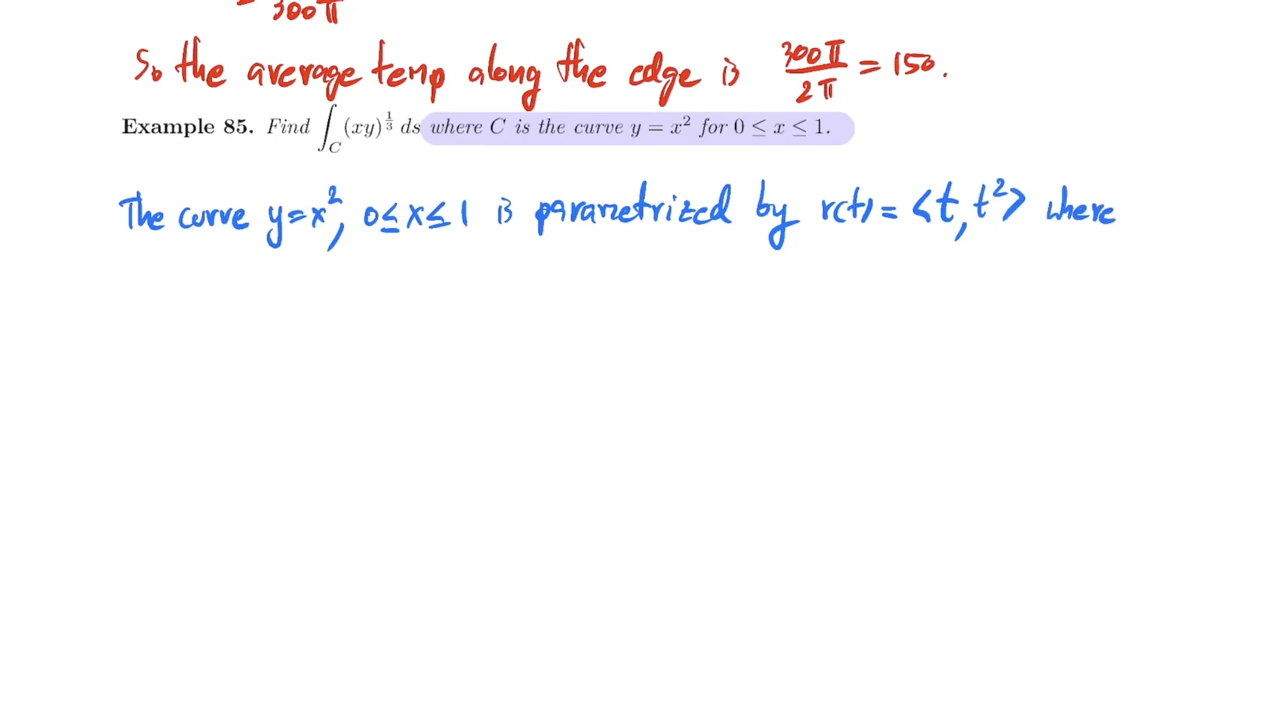 = 300π
So the average temp along the edge is 300π/2π = 150.
Example 85. Find ∫_C (xy)^{1/3} ds where C is the curve y = x² for 0 ≤ x ≤ 1.
The curve y=x², 0≤x≤1 is parametrized by r(t) = <t, t²> where